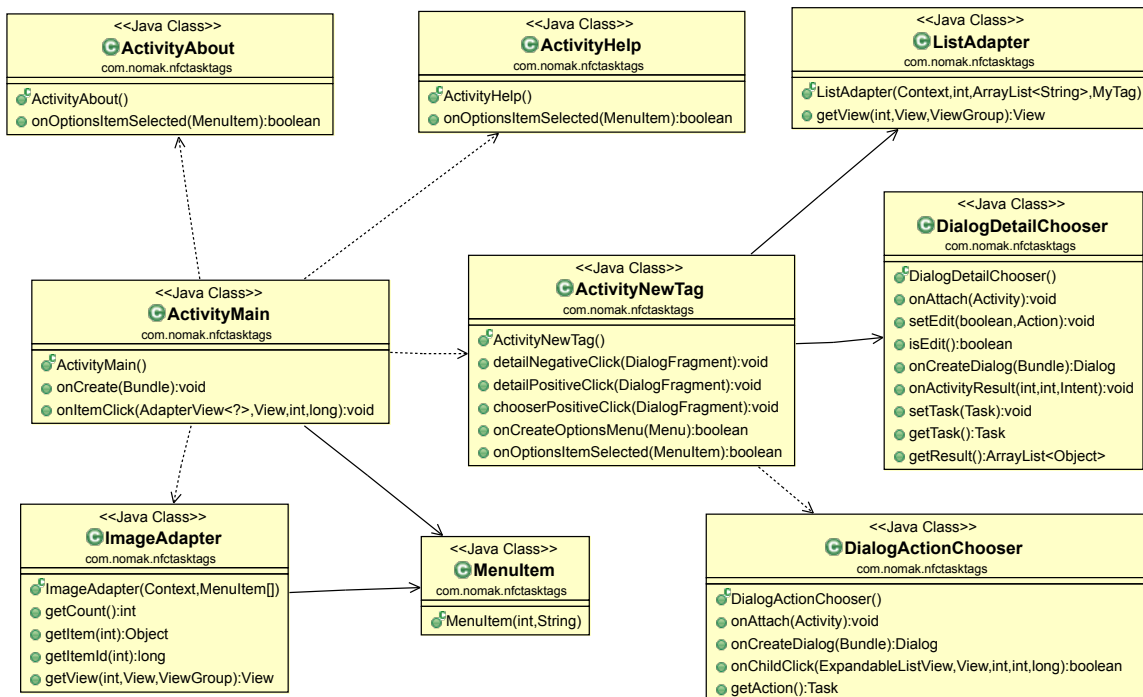 <<Java Class>>
ActivityAbout
com.nomak.nfctasktags
ActivityAbout()
onOptionsItemSelected(MenuItem):boolean
<<Java Class>>
ActivityHelp
com.nomak.nfctasktags
ActivityHelp()
onOptionsItemSelected(MenuItem):boolean
<<Java Class>>
ListAdapter
com.nomak.nfctasktags
ListAdapter(Context,int,ArrayList<String>,MyTag)
getView(int,View,ViewGroup):View
<<Java Class>>
DialogDetailChooser
com.nomak.nfctasktags
DialogDetailChooser()
onAttach(Activity):void
setEdit(boolean,Action):void
isEdit():boolean
onCreateDialog(Bundle):Dialog
onActivityResult(int,int,Intent):void
setTask(Task):void
getTask():Task
getResult():ArrayList<Object>
<<Java Class>>
ActivityMain
com.nomak.nfctasktags
ActivityMain()
onCreate(Bundle):void
onItemClick(AdapterView<?>,View,int,long):void
<<Java Class>>
ActivityNewTag
com.nomak.nfctasktags
ActivityNewTag()
detailNegativeClick(DialogFragment):void
detailPositiveClick(DialogFragment):void
chooserPositiveClick(DialogFragment):void
onCreateOptionsMenu(Menu):boolean
onOptionsItemSelected(MenuItem):boolean
<<Java Class>>
ImageAdapter
com.nomak.nfctasktags
ImageAdapter(Context,MenuItem[])
getCount():int
getItem(int):Object
getItemId(int):long
getView(int,View,ViewGroup):View
<<Java Class>>
MenuItem
com.nomak.nfctasktags
MenuItem(int,String)
<<Java Class>>
DialogActionChooser
com.nomak.nfctasktags
DialogActionChooser()
onAttach(Activity):void
onCreateDialog(Bundle):Dialog
onChildClick(ExpandableListView,View,int,int,long):boolean
getAction():Task